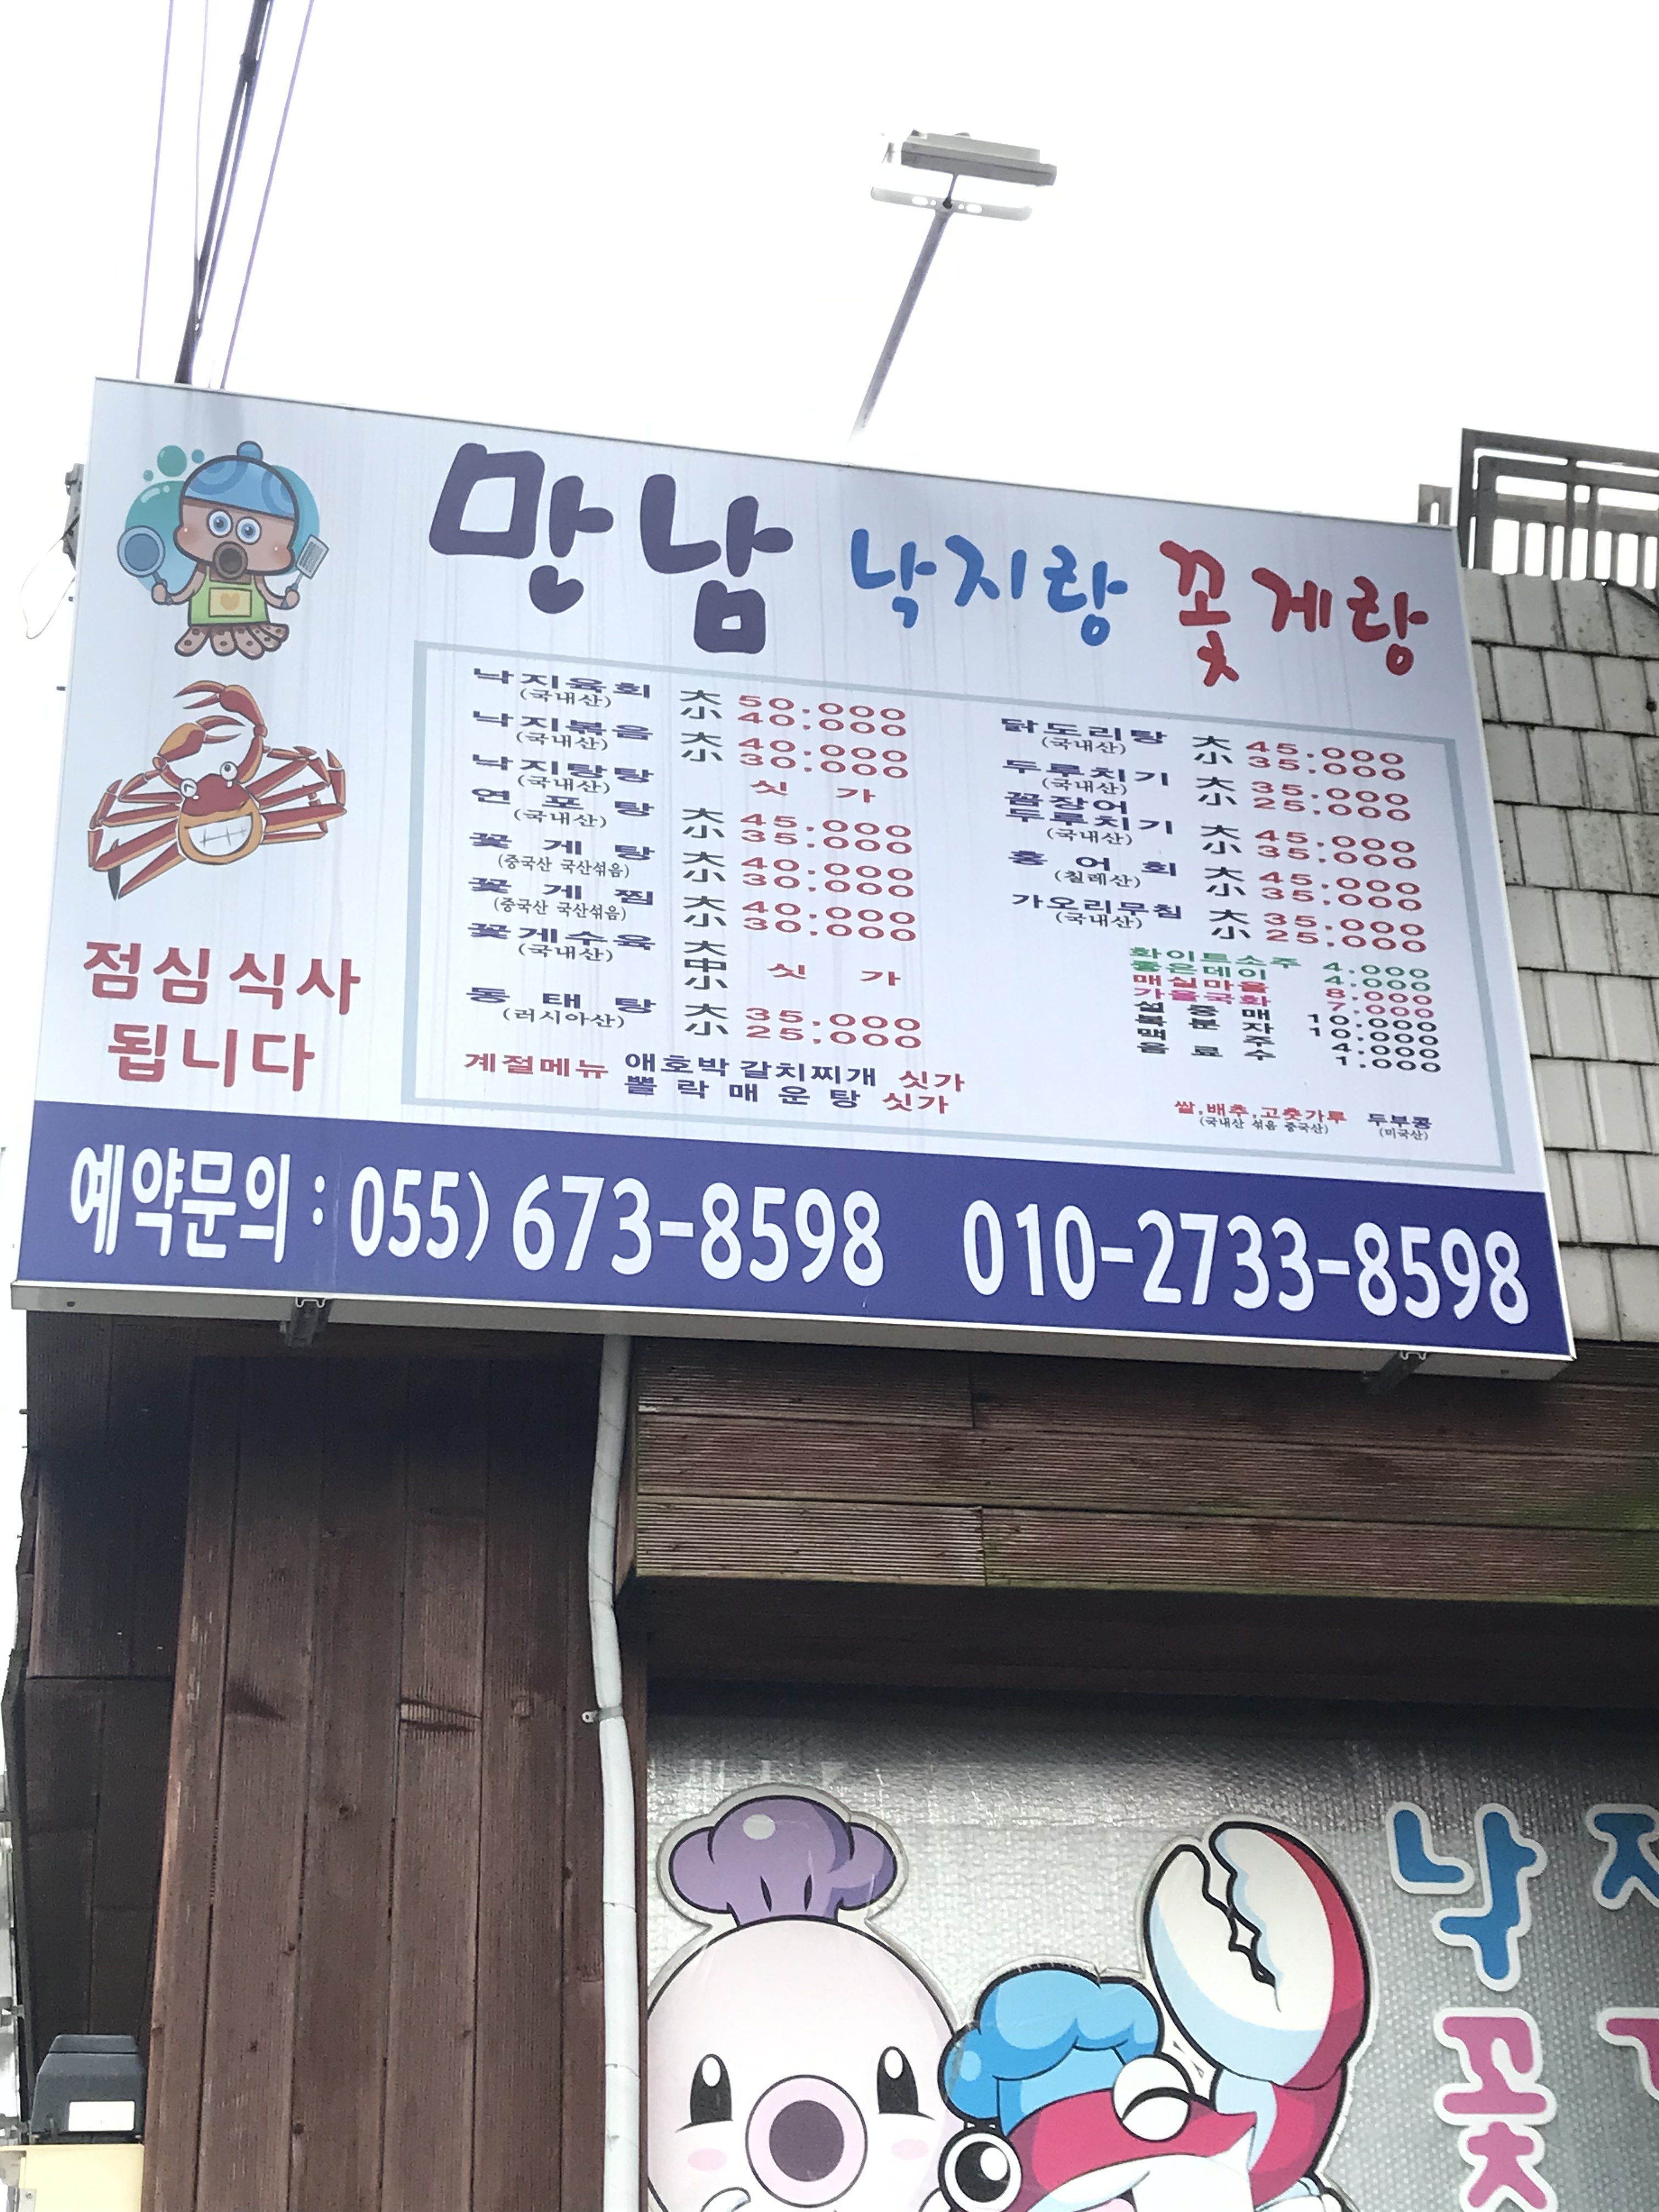 만남 낙지랑 꽃게랑
낙지육회 大 50,000
(국내산) 小 40,000
낙지볶음 大 40,000
(국내산) 小 30,000
낙지탕탕 싯 가
(국내산)
연 포 탕 大 45,000
(국내산) 小 35,000
꽃 게 탕 大 40,000
(중국산 국산섞음) 小 30,000
꽃 게 찜 大 40,000
(중국산 국산섞음) 小 30,000
꽃게수육 大
(국내산) 中 싯 가
小
동 태 탕 大 35,000
(러시아산) 小 25,000
계절메뉴 애호박 갈치찌개 싯가
뽈 락 매 운 탕 싯가
닭도리탕 大 45,000
(국내산) 小 35,000
두루치기 大 35,000
(국내산) 小 25,000
꼼장어
두루치기 大 45,000
(국내산) 小 35,000
홍 어 회 大 45,000
(칠레산) 小 35,000
가오리무침 大 35,000
(국내산) 小 25,000
화이트소주 4,000
좋은데이 4,000
매실마을 8,000
가을국화 7,000
설 중 매 10,000
복 분 자 10,000
맥 주 4,000
음 료 수 1,000
쌀,배추,고춧가루 두부콩
(국내산 섞음 중국산) (미국산)
점심식사
됩니다
예약문의 : 055) 673-8598 010-2733-8598
낙
꽃